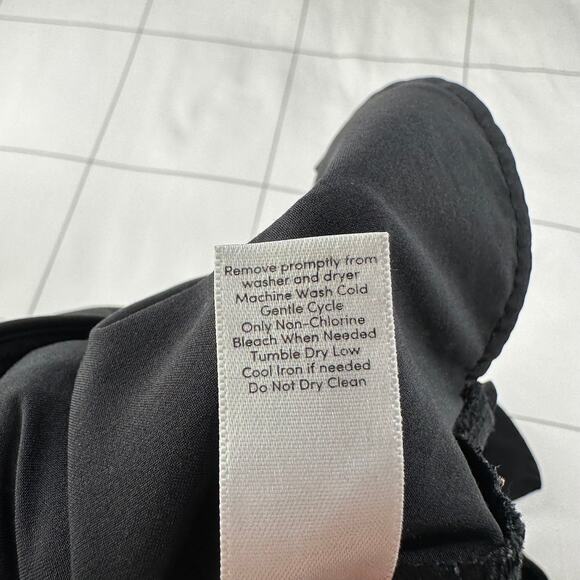 Remove promptly from
washer and dryer
Machine Wash Cold
Gentle Cycle
Only Non-Chlorine
Bleach When Needed
Tumble Dry Low
Cool Iron if needed
Do Not Dry Clean